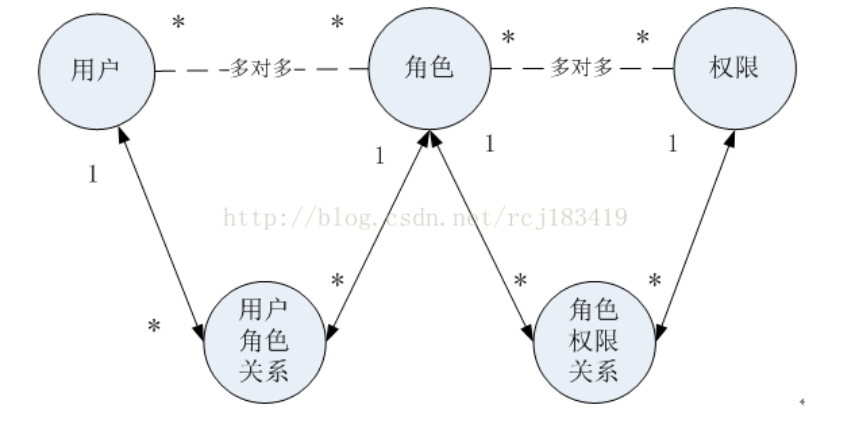 * * * *
用户 -多对多- 角色 多对多 权限
1 1 1 1
http://blog.csdn.net/rcj183419
* * * *
用户
角色
关系
角色
权限
关系